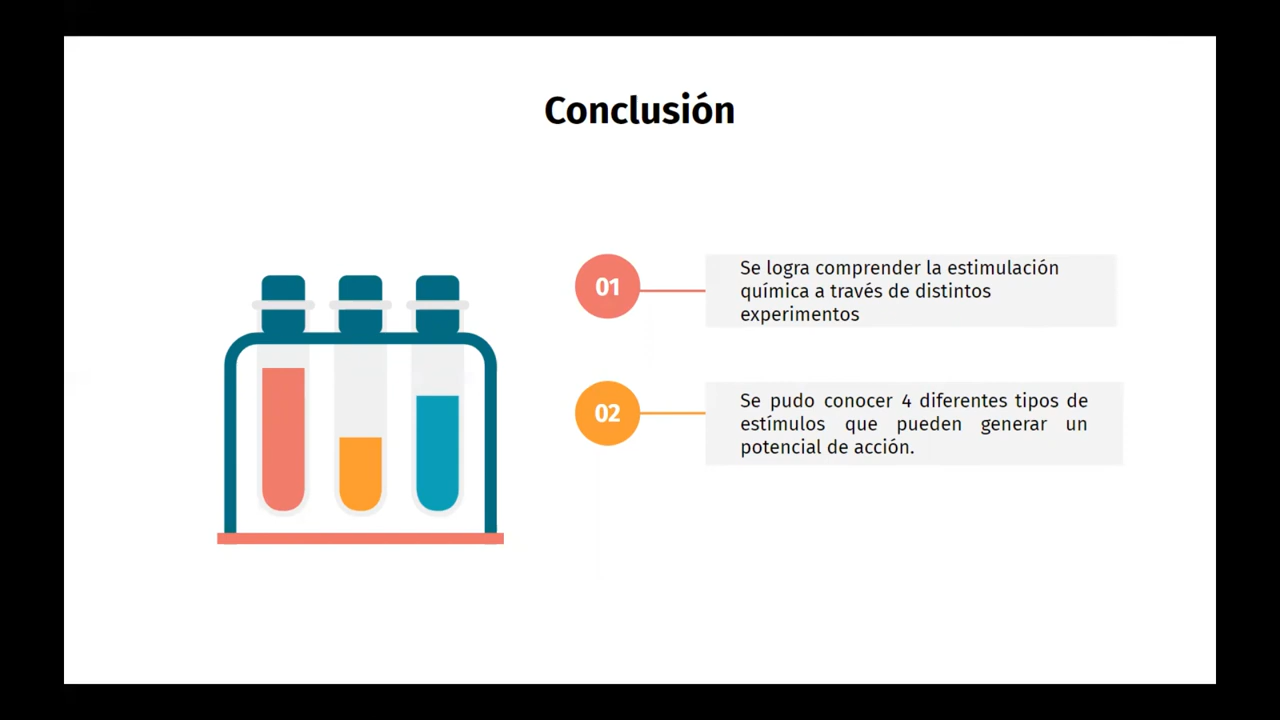 Conclusión
01
Se logra comprender la estimulación
química a través de distintos
experimentos
02
Se pudo conocer 4 diferentes tipos de
estímulos que pueden generar un
potencial de acción.